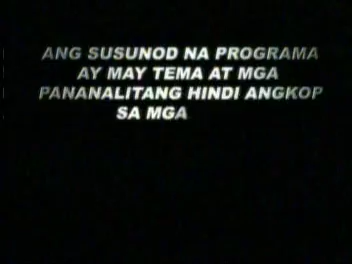 ANG SUSUNOD NA PROGRAMA
AY MAY TEMA AT MGA
PANANALITANG HINDI ANGKOP
SA MGA